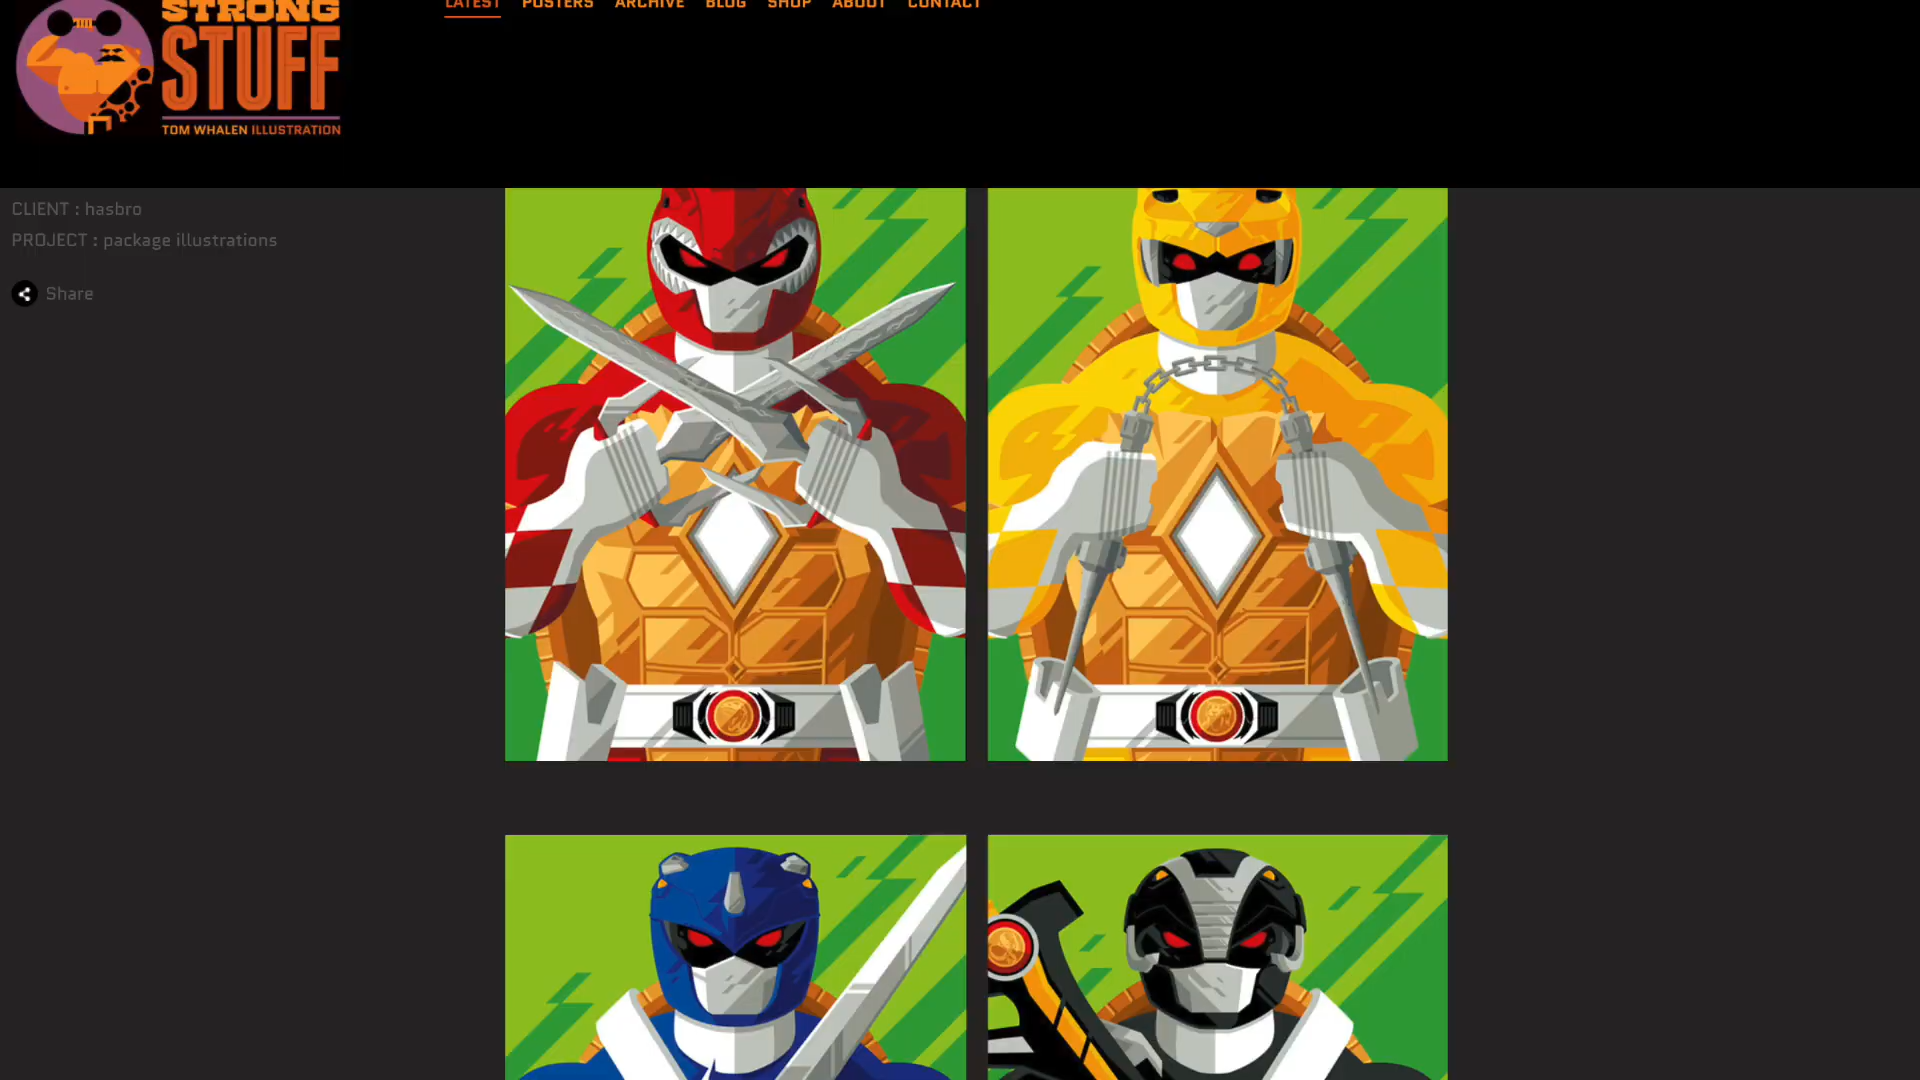 STRONG
STUFF
TOM WHALEN ILLUSTRATION
LATEST POSTERS ARCHIVE BLOG SHOP ABOUT CONTACT
CLIENT : hasbro
PROJECT : package illustrations
Share